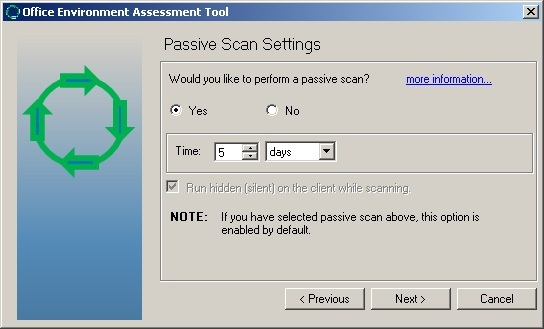 Office Environment Assessment Tool
Passive Scan Settings
Would you like to perform a passive scan? more information...
Yes No
Time: 5 days
Run hidden (silent) on the client while scanning.
NOTE: If you have selected passive scan above, this option is
enabled by default.
< Previous Next > Cancel